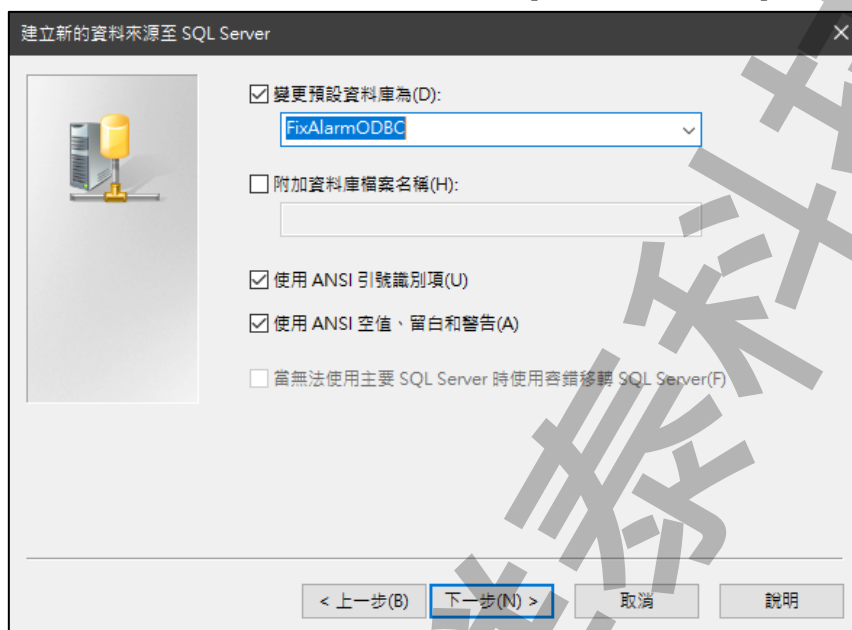 建立新的資料來源至 SQL Server
變更預設資料庫為(D):
FixAlarmODBC
附加資料庫檔案名稱(H):
使用 ANSI 引號識別項(U)
使用 ANSI 空值、留白和警告(A)
當無法使用主要 SQL Server 時使用容錯移轉 SQL Server(F)
< 上一步(B) 下一步(N) > 取消 說明